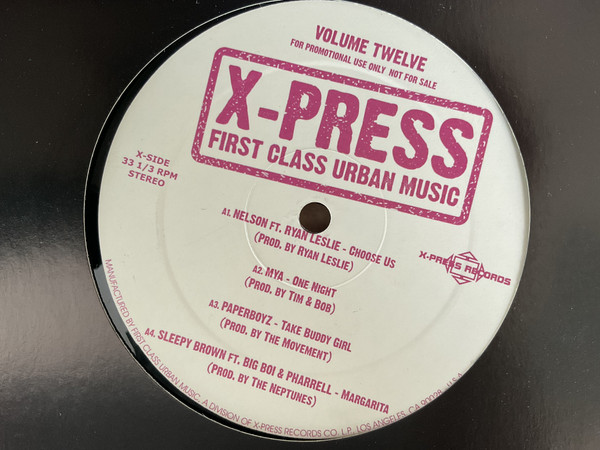 VOLUME TWELVE
FOR PROMOTIONAL USE ONLY NOT FOR SALE
X-PRESS
FIRST CLASS URBAN MUSIC
X-SIDE
33 1/3 RPM
STEREO
A1. NELSON FT. RYAN LESLIE - CHOOSE US
(PROD. BY RYAN LESLIE)
A2. MYA - ONE NIGHT
(PROD. BY TIM & BOB)
A3. PAPERBOYZ - TAKE BUDDY GIRL
(PROD. BY THE MOVEMENT)
A4. SLEEPY BROWN FT. BIG BOI & PHARRELL - MARGARITA
(PROD. BY THE NEPTUNES)
X-PRESS RECORDS
MANUFACTURED BY FIRST CLASS URBAN MUSIC, A DIVISION OF X-PRESS RECORDS CO. L.P. LOS ANGELES, CA